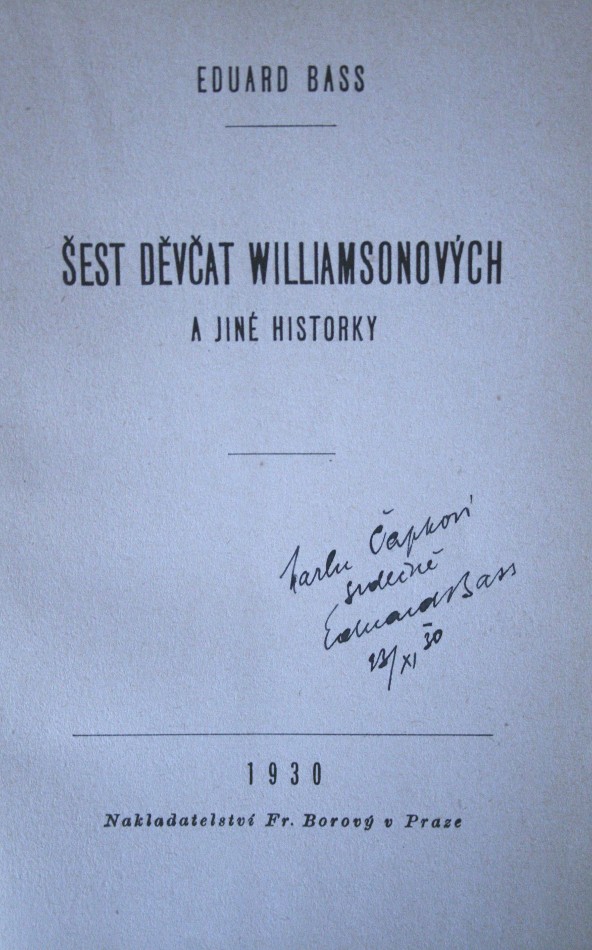 EDUARD BASS
ŠEST DĚVČAT WILLIAMSONOVÝCH
A JINÉ HISTORKY
Karlu Čapkovi
srdečně
Eduard Bass
23/XI 30
1930
Nakladatelství Fr. Borový v Praze